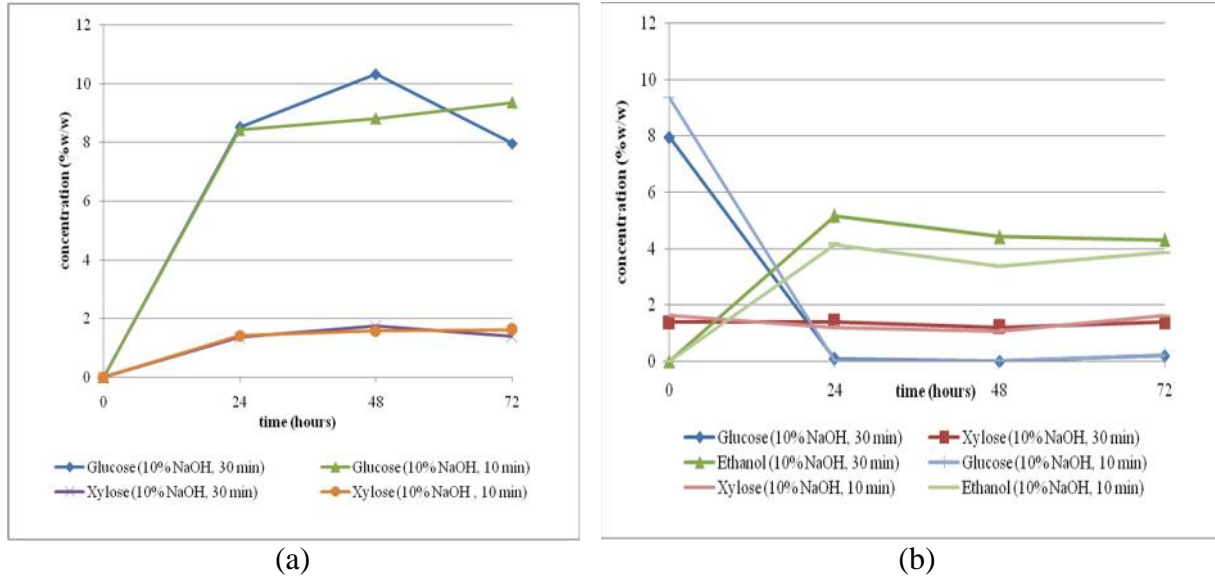 12
10
8
6
4
2
0
concentration (%w/w)
0 24 48 72
time (hours)
Glucose (10% NaOH, 30 min) Glucose (10% NaOH, 10 min)
Xylose (10% NaOH, 30 min) Xylose (10% NaOH , 10 min)
(a)
12
10
8
6
4
2
0
concentration (%w/w)
0 24 48 72
time (hours)
Glucose (10% NaOH, 30 min) Xylose (10% NaOH, 30 min)
Ethanol (10% NaOH, 30 min) Glucose (10% NaOH, 10 min)
Xylose (10% NaOH, 10 min) Ethanol (10% NaOH, 10 min)
(b)